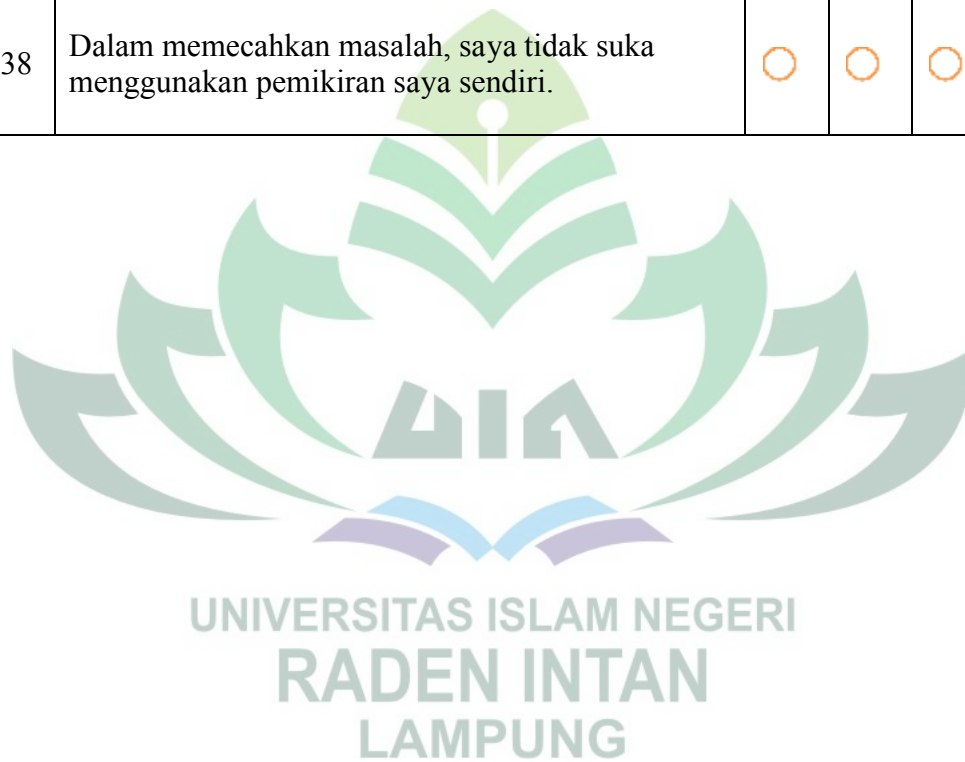 38
Dalam memecahkan masalah, saya tidak suka
menggunakan pemikiran saya sendiri.
UIN
UNIVERSITAS ISLAM NEGERI
RADEN INTAN
LAMPUNG